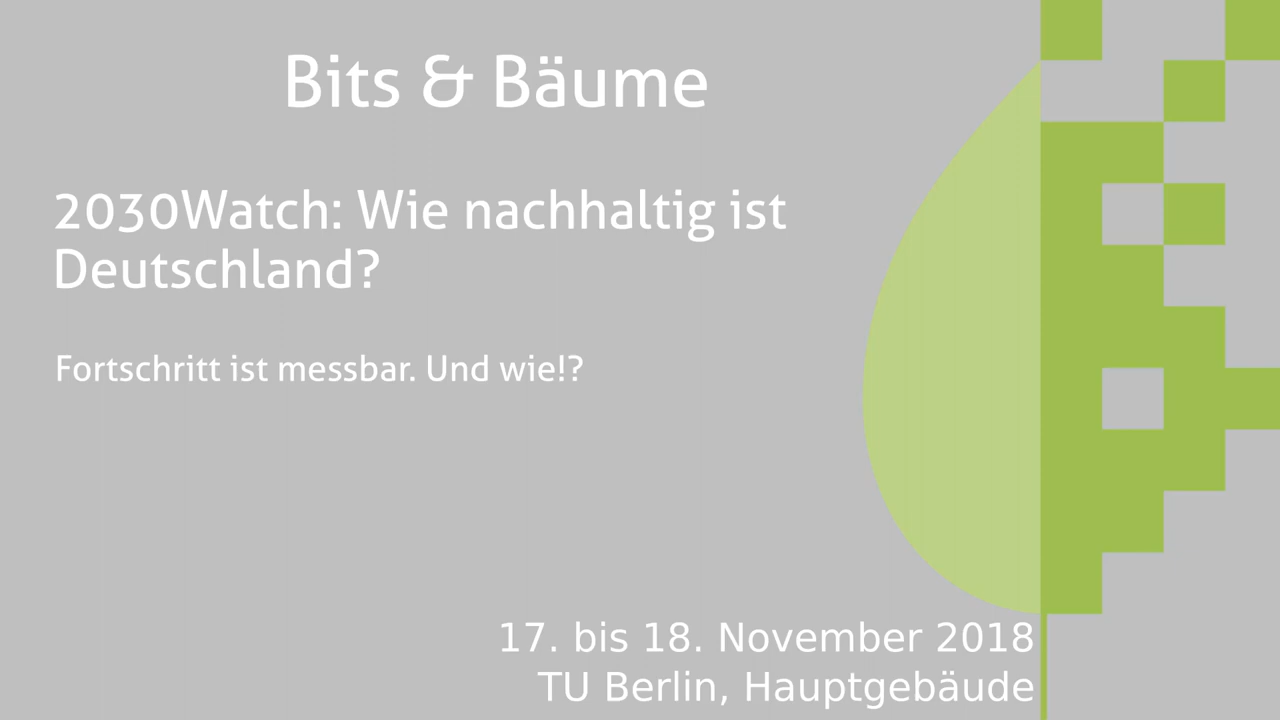 Bits & Bäume
2030Watch: Wie nachhaltig ist
Deutschland?
Fortschritt ist messbar. Und wie!?
17. bis 18. November 2018
TU Berlin, Hauptgebäude